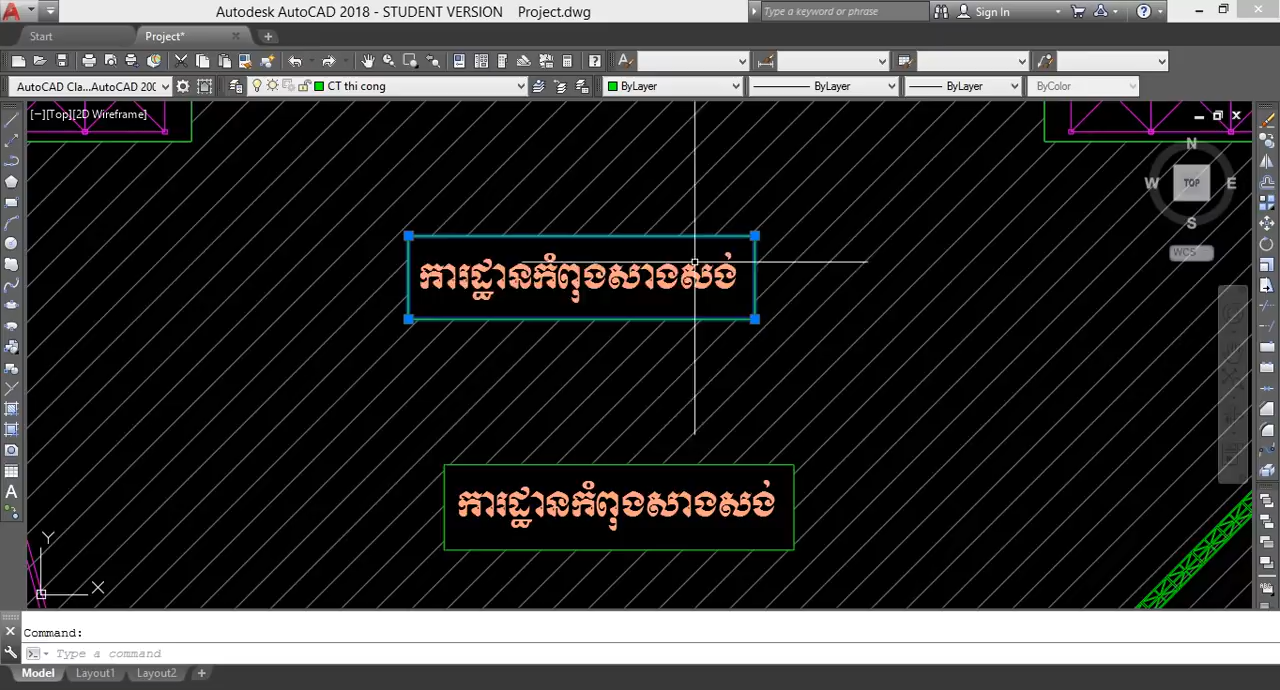 Autodesk AutoCAD 2018 - STUDENT VERSION Project.dwg
Type a keyword or phrase
Sign In
Start
Project*
AutoCAD Cla...AutoCAD 200
CT thi cong
ByLayer
ByLayer
ByLayer
ByColor
[−][Top][2D Wireframe]
N
W
TOP
E
S
WCS
ការដ្ឋានកំពុងសាងសង់
ការដ្ឋានកំពុងសាងសង់
Y
X
Command:
Type a command
Model
Layout1
Layout2